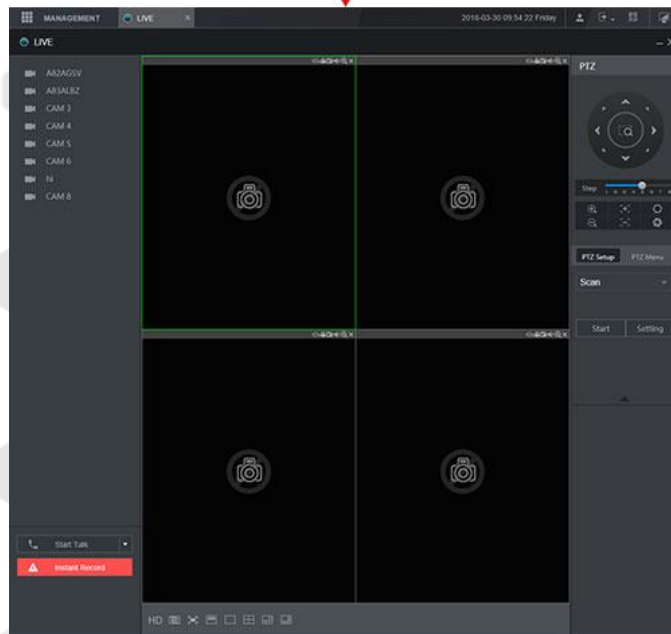 MANAGEMENT
LIVE
2018-03-30 09:54:22 Friday
LIVE
A82AGSV
A83ALBZ
CAM 3
CAM 4
CAM 5
CAM 6
hi
CAM 8
PTZ
Step
PTZ Setup
PTZ Menu
Scan
Start
Setting
Start Talk
Instant Record
HD